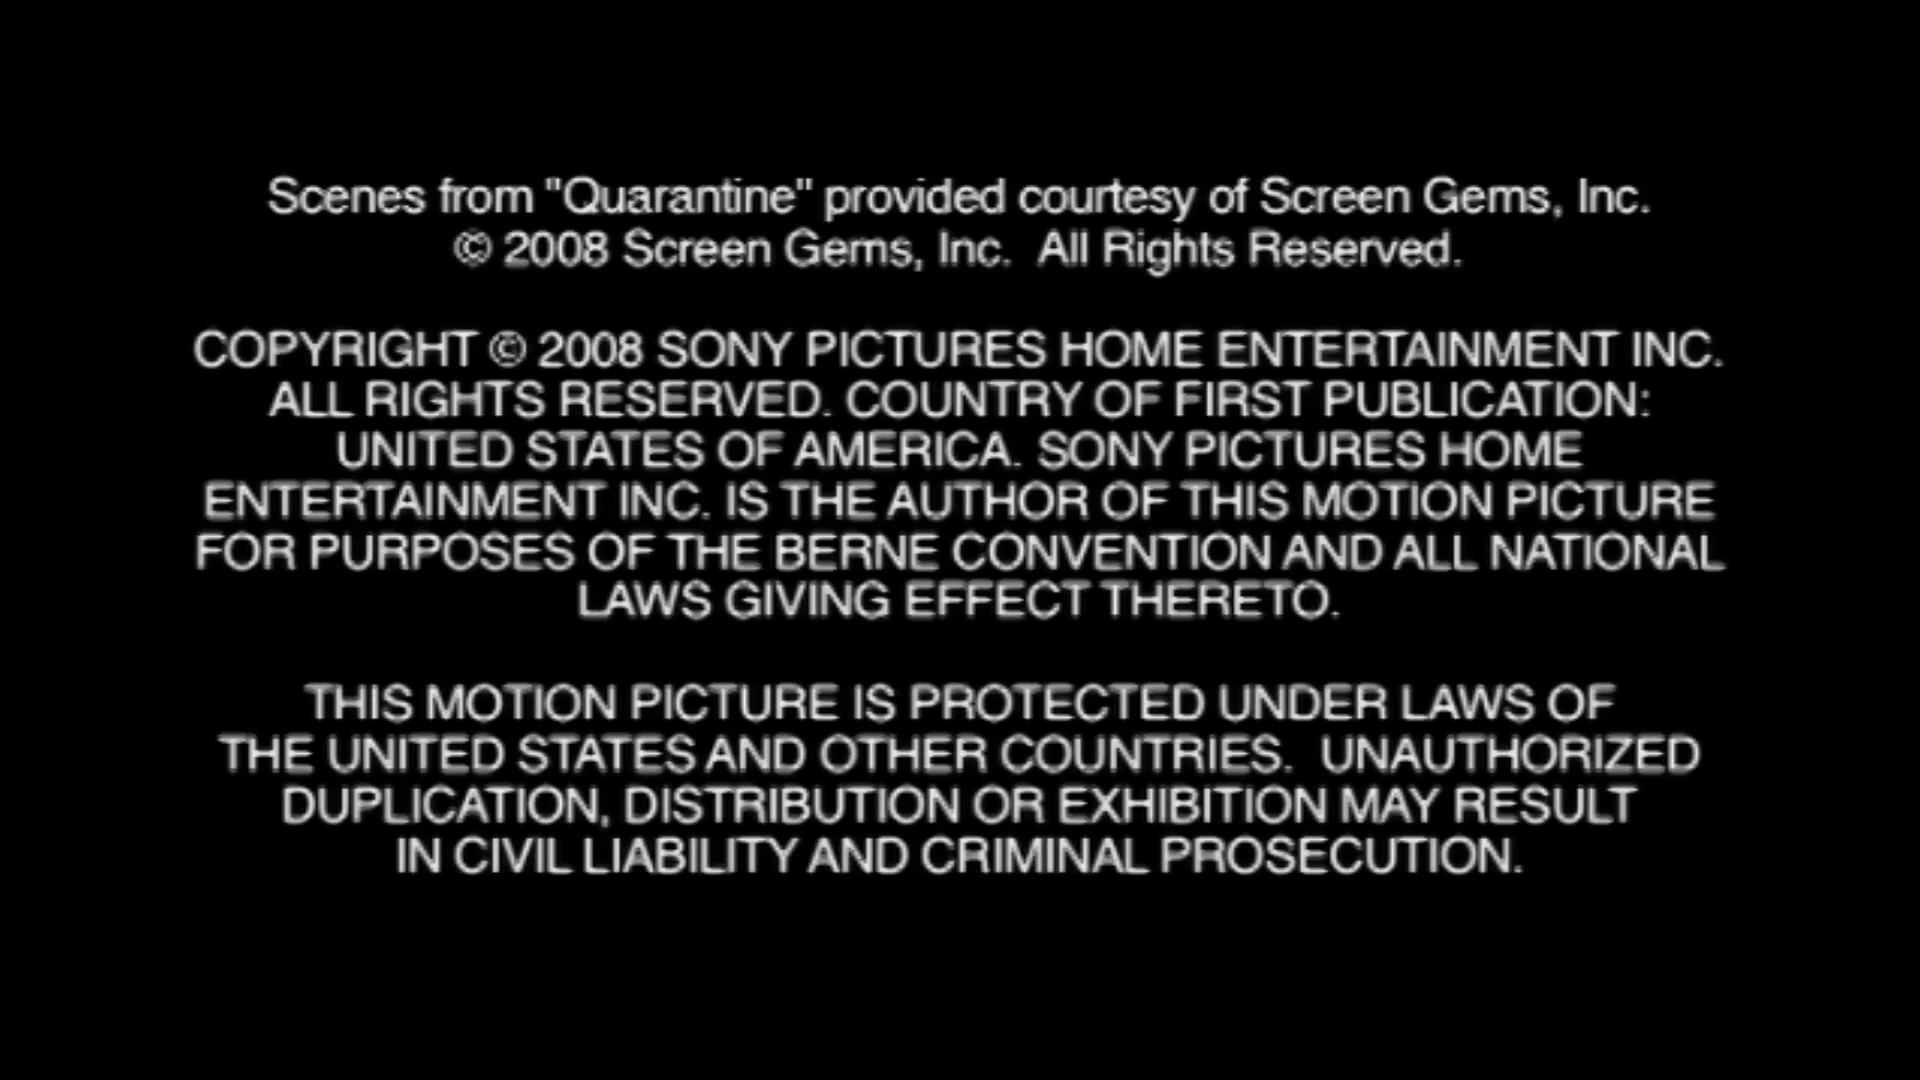 Scenes from "Quarantine" provided courtesy of Screen Gems, Inc.
© 2008 Screen Gems, Inc.  All Rights Reserved.
COPYRIGHT © 2008 SONY PICTURES HOME ENTERTAINMENT INC.
ALL RIGHTS RESERVED. COUNTRY OF FIRST PUBLICATION:
UNITED STATES OF AMERICA. SONY PICTURES HOME
ENTERTAINMENT INC. IS THE AUTHOR OF THIS MOTION PICTURE
FOR PURPOSES OF THE BERNE CONVENTION AND ALL NATIONAL
LAWS GIVING EFFECT THERETO.
THIS MOTION PICTURE IS PROTECTED UNDER LAWS OF
THE UNITED STATES AND OTHER COUNTRIES.  UNAUTHORIZED
DUPLICATION, DISTRIBUTION OR EXHIBITION MAY RESULT
IN CIVIL LIABILITY AND CRIMINAL PROSECUTION.